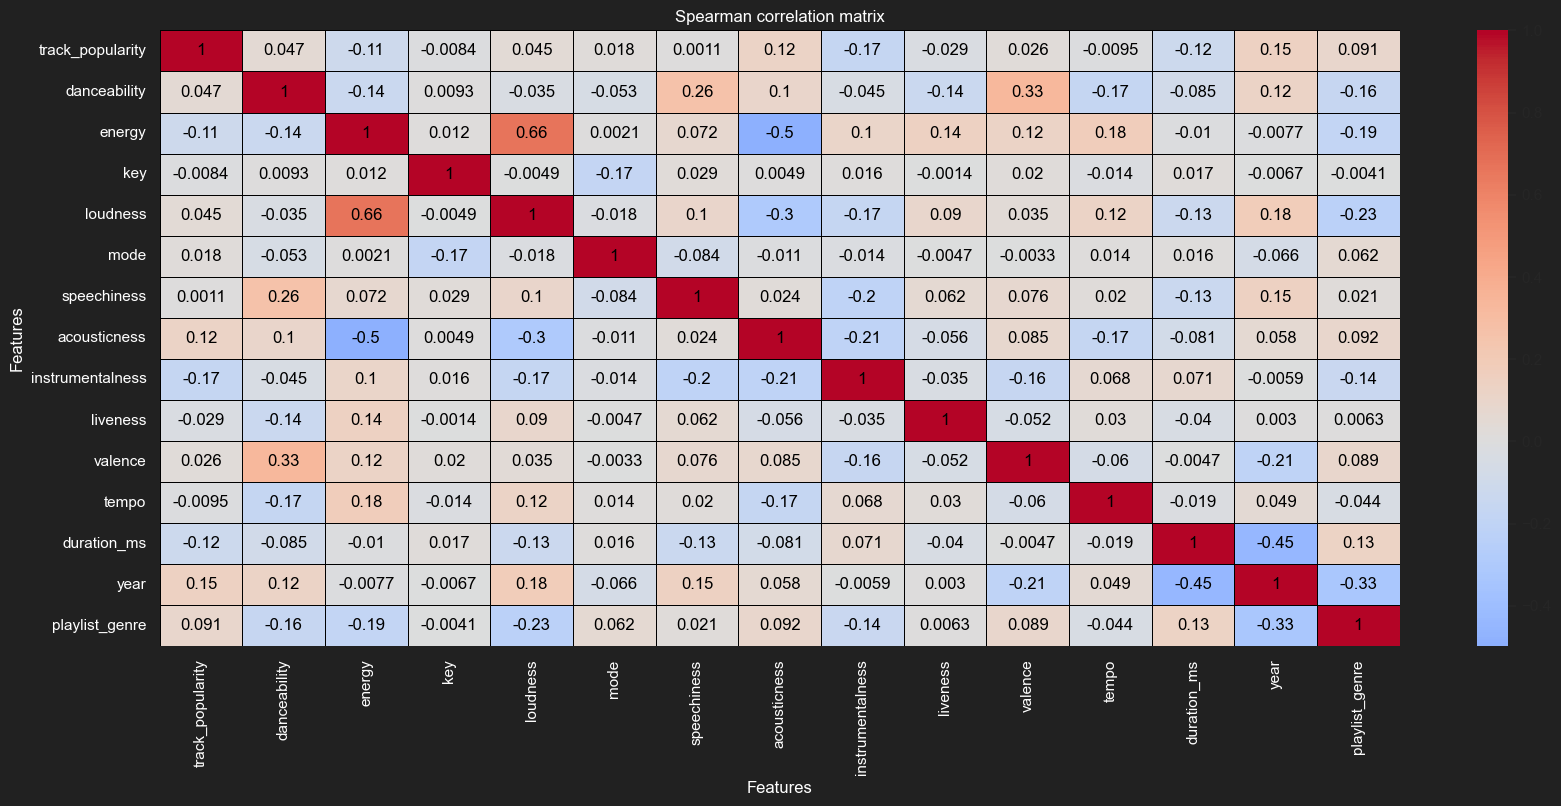 Spearman correlation matrix
track_popularity 1 0.047 -0.11 -0.0084 0.045 0.018 0.0011 0.12 -0.17 -0.029 0.026 -0.0095 -0.12 0.15 0.091
danceability 0.047 1 -0.14 0.0093 -0.035 -0.053 0.26 0.1 -0.045 -0.14 0.33 -0.17 -0.085 0.12 -0.16
energy -0.11 -0.14 1 0.012 0.66 0.0021 0.072 -0.5 0.1 0.14 0.12 0.18 -0.01 -0.0077 -0.19
key -0.0084 0.0093 0.012 1 -0.0049 -0.17 0.029 0.0049 0.016 -0.0014 0.02 -0.014 0.017 -0.0067 -0.0041
loudness 0.045 -0.035 0.66 -0.0049 1 -0.018 0.1 -0.3 -0.17 0.09 0.035 0.12 -0.13 0.18 -0.23
mode 0.018 -0.053 0.0021 -0.17 -0.018 1 -0.084 -0.011 -0.014 -0.0047 -0.0033 0.014 0.016 -0.066 0.062
speechiness 0.0011 0.26 0.072 0.029 0.1 -0.084 1 0.024 -0.2 0.062 0.076 0.02 -0.13 0.15 0.021
acousticness 0.12 0.1 -0.5 0.0049 -0.3 -0.011 0.024 1 -0.21 -0.056 0.085 -0.17 -0.081 0.058 0.092
instrumentalness -0.17 -0.045 0.1 0.016 -0.17 -0.014 -0.2 -0.21 1 -0.035 -0.16 0.068 0.071 -0.0059 -0.14
liveness -0.029 -0.14 0.14 -0.0014 0.09 -0.0047 0.062 -0.056 -0.035 1 -0.052 0.03 -0.04 0.003 0.0063
valence 0.026 0.33 0.12 0.02 0.035 -0.0033 0.076 0.085 -0.16 -0.052 1 -0.06 -0.0047 -0.21 0.089
tempo -0.0095 -0.17 0.18 -0.014 0.12 0.014 0.02 -0.17 0.068 0.03 -0.06 1 -0.019 0.049 -0.044
duration_ms -0.12 -0.085 -0.01 0.017 -0.13 0.016 -0.13 -0.081 0.071 -0.04 -0.0047 -0.019 1 -0.45 0.13
year 0.15 0.12 -0.0077 -0.0067 0.18 -0.066 0.15 0.058 -0.0059 0.003 -0.21 0.049 -0.45 1 -0.33
playlist_genre 0.091 -0.16 -0.19 -0.0041 -0.23 0.062 0.021 0.092 -0.14 0.0063 0.089 -0.044 0.13 -0.33 1
Features
track_popularity danceability energy key loudness mode speechiness acousticness instrumentalness liveness valence tempo duration_ms year playlist_genre
Features
1.0
0.8
0.6
0.4
0.2
0.0
-0.2
-0.4